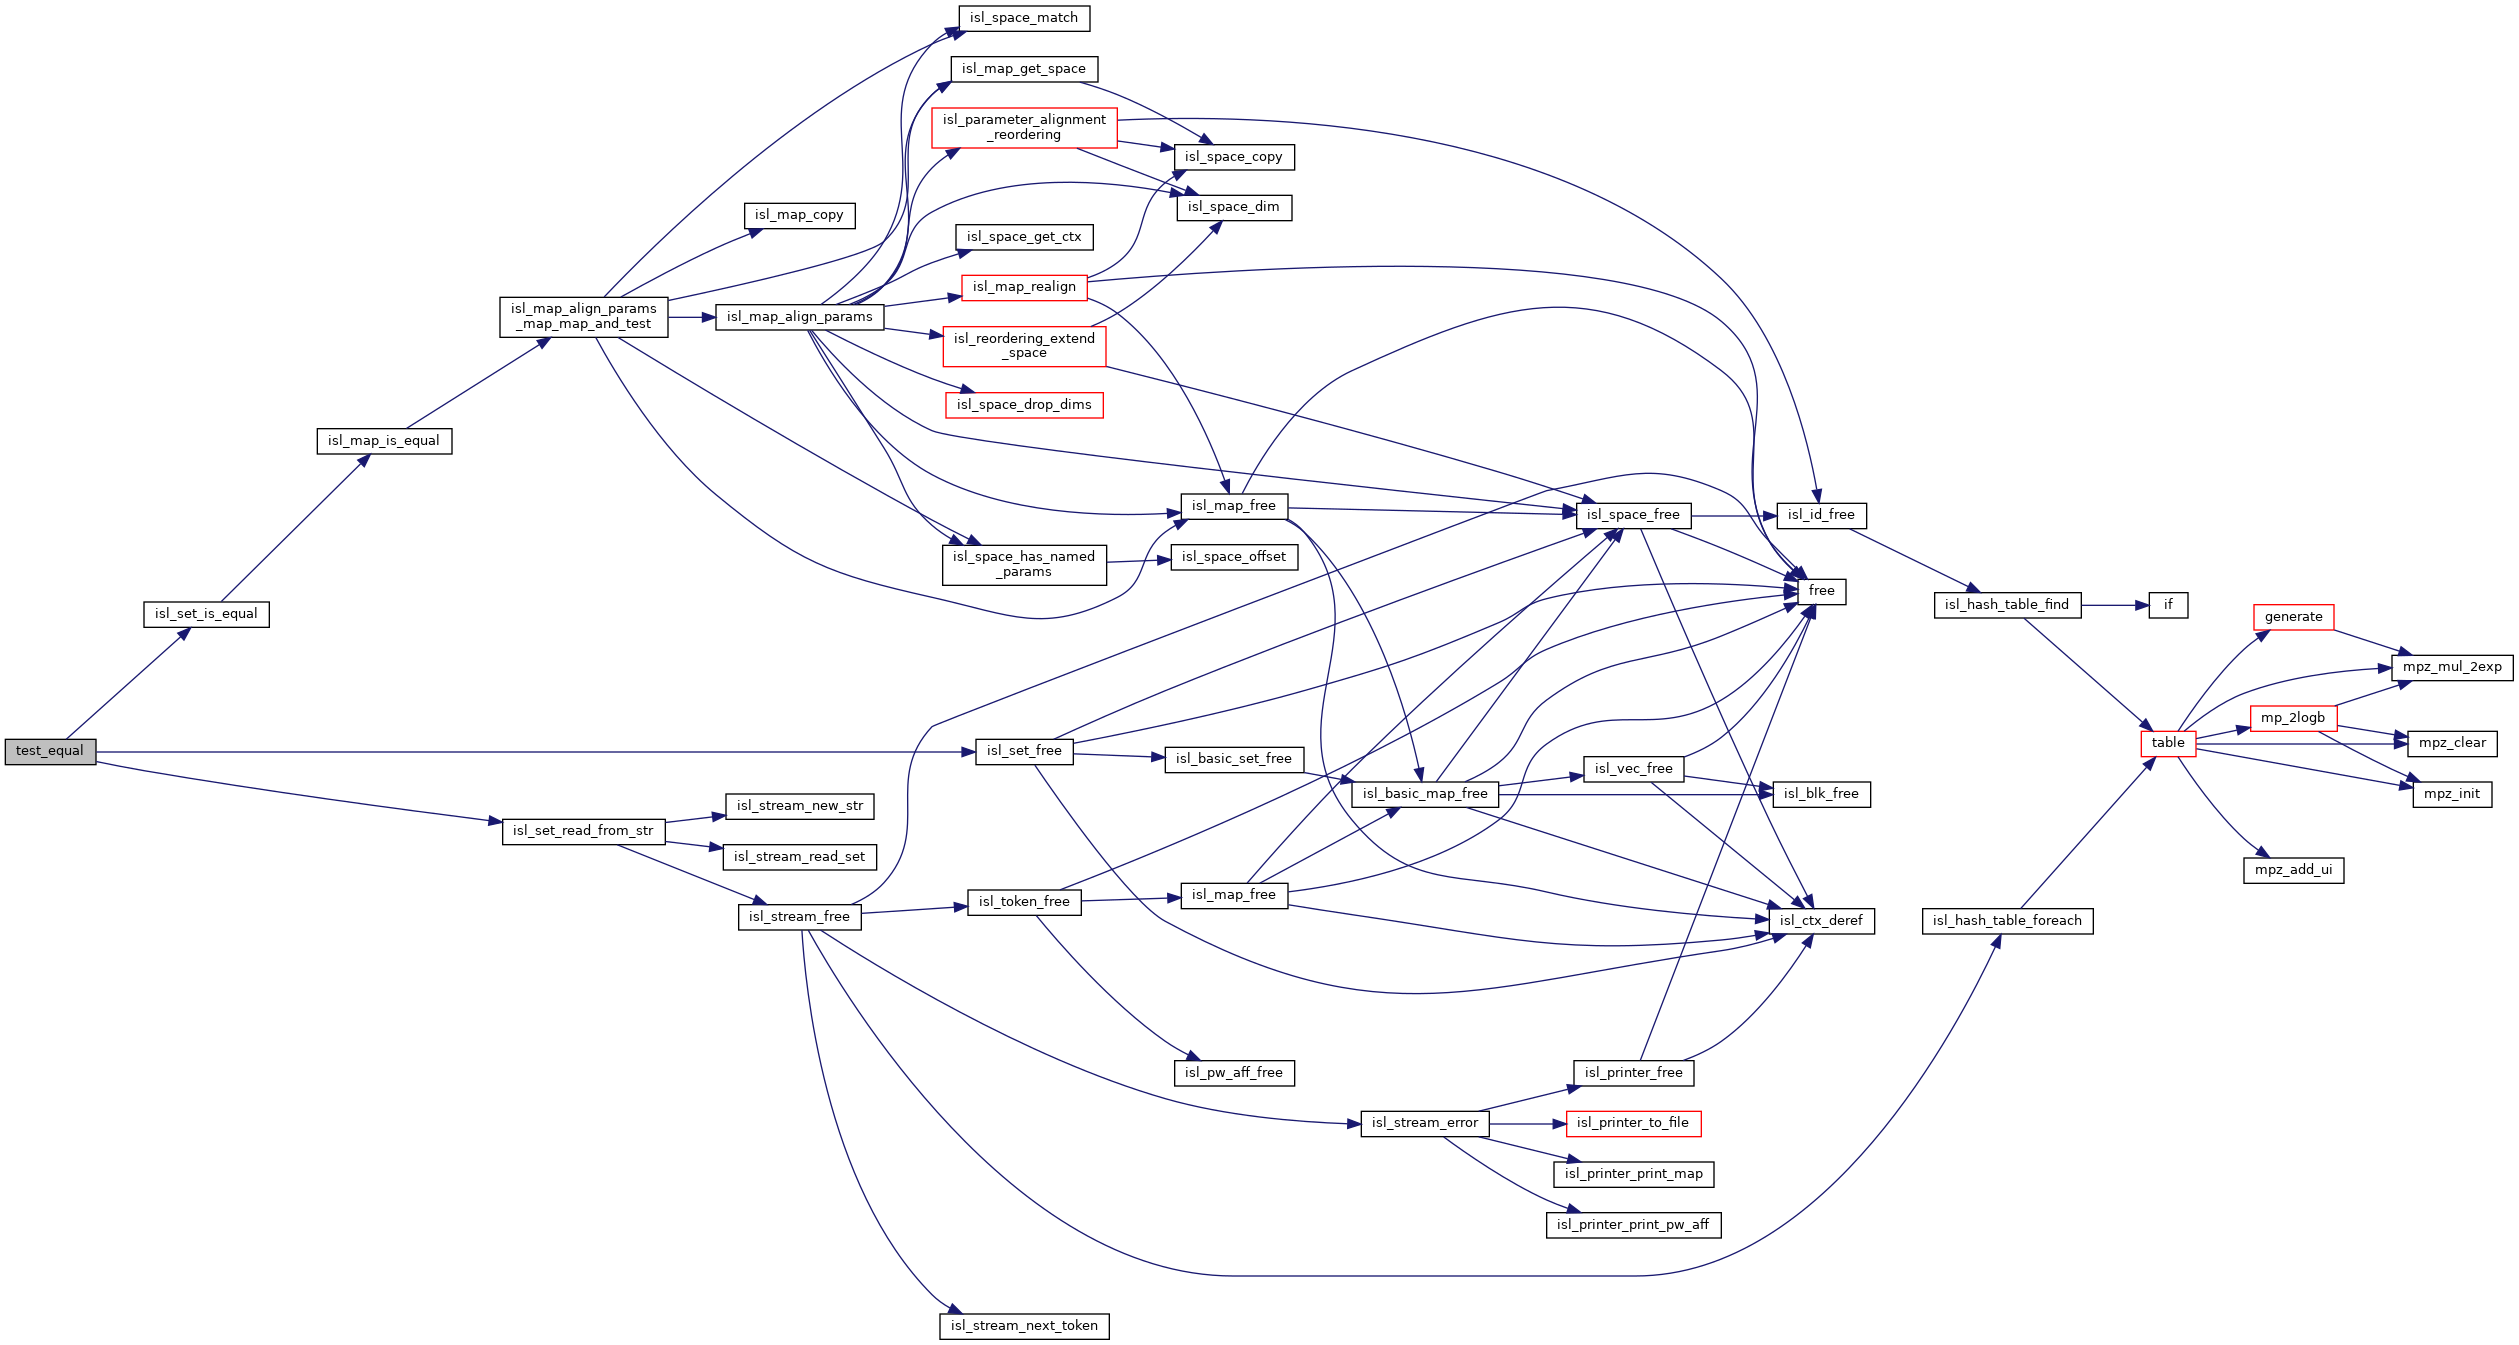 test_equal
isl_set_is_equal
isl_map_is_equal
isl_map_align_params
_map_map_and_test
isl_set_read_from_str
isl_map_copy
isl_map_align_params
isl_stream_new_str
isl_stream_read_set
isl_stream_free
isl_space_match
isl_map_get_space
isl_parameter_alignment
_reordering
isl_space_get_ctx
isl_map_realign
isl_reordering_extend
_space
isl_space_drop_dims
isl_space_has_named
_params
isl_set_free
isl_token_free
isl_stream_next_token
isl_space_copy
isl_space_dim
isl_map_free
isl_space_offset
isl_basic_set_free
isl_map_free
isl_pw_aff_free
isl_basic_map_free
isl_stream_error
isl_space_free
isl_vec_free
isl_printer_free
isl_printer_to_file
isl_printer_print_map
isl_printer_print_pw_aff
isl_id_free
free
isl_blk_free
isl_ctx_deref
isl_hash_table_find
isl_hash_table_foreach
if
table
generate
mp_2logb
mpz_add_ui
mpz_mul_2exp
mpz_clear
mpz_init